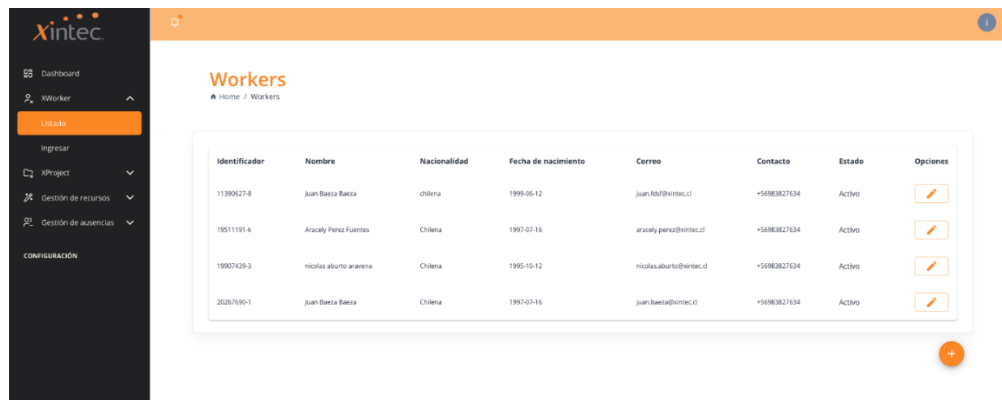 Xintec.
i
Dashboard
XWorker
Listado
Ingresar
XProject
Gestión de recursos
Gestión de ausencias
CONFIGURACIÓN
Workers
Home / Workers
Identificador Nombre Nacionalidad Fecha de nacimiento Correo Contacto Estado Opciones
11390627-8 Juan Baeza Baeza chilena 1999-06-12 juan.fdsf@xintec.cl +56983827634 Activo
19511191-k Aracely Perez Fuentes Chilena 1997-07-16 aracely.perez@xintec.cl +56983827634 Activo
19907439-3 nicolas aburto aravena Chilena 1995-10-12 nicolas.aburto@xintec.cl +56983827634 Activo
20267690-1 Juan Baeza Baeza Chilena 1997-07-16 juan.baeza@xintec.cl +56983827634 Activo
+